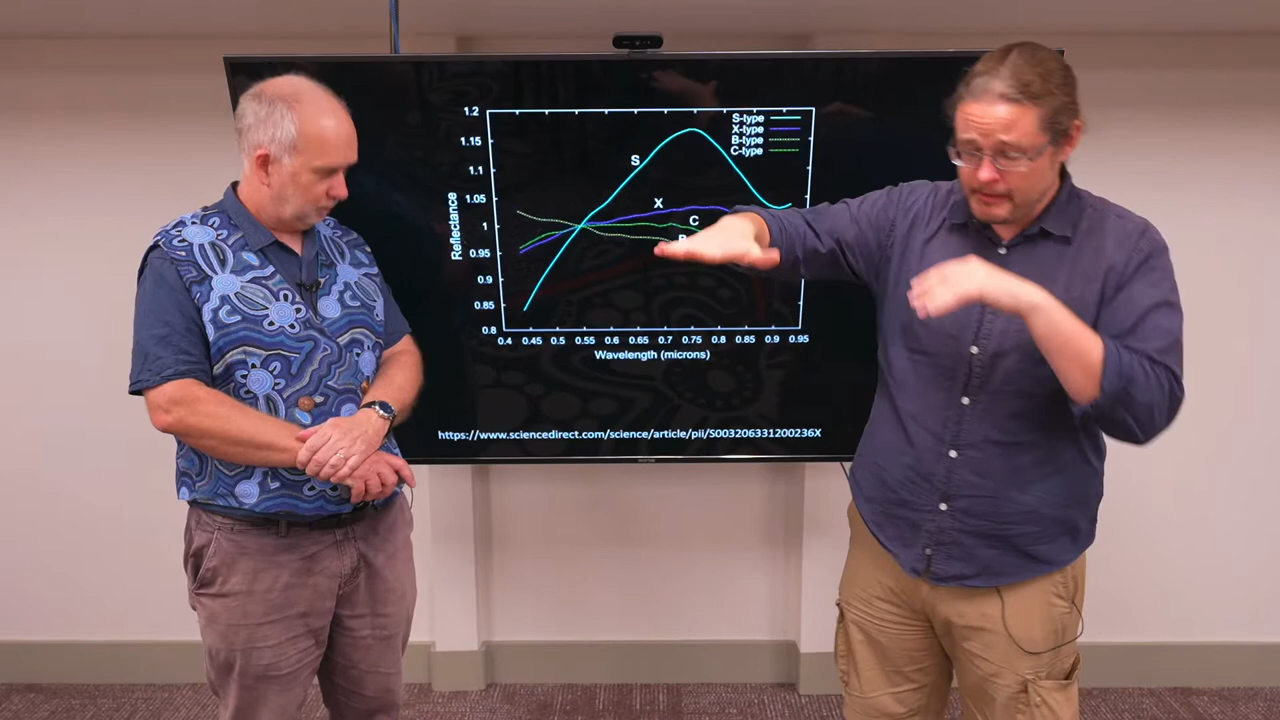 1.2
1.15
1.1
1.05
1
0.95
0.9
0.85
0.8
Reflectance
S-type
X-type
B-type
C-type
S
X
C
B
0.4 0.45 0.5 0.55 0.6 0.65 0.7 0.75 0.8 0.85 0.9 0.95
Wavelength (microns)
https://www.sciencedirect.com/science/article/pii/S003206331200236X